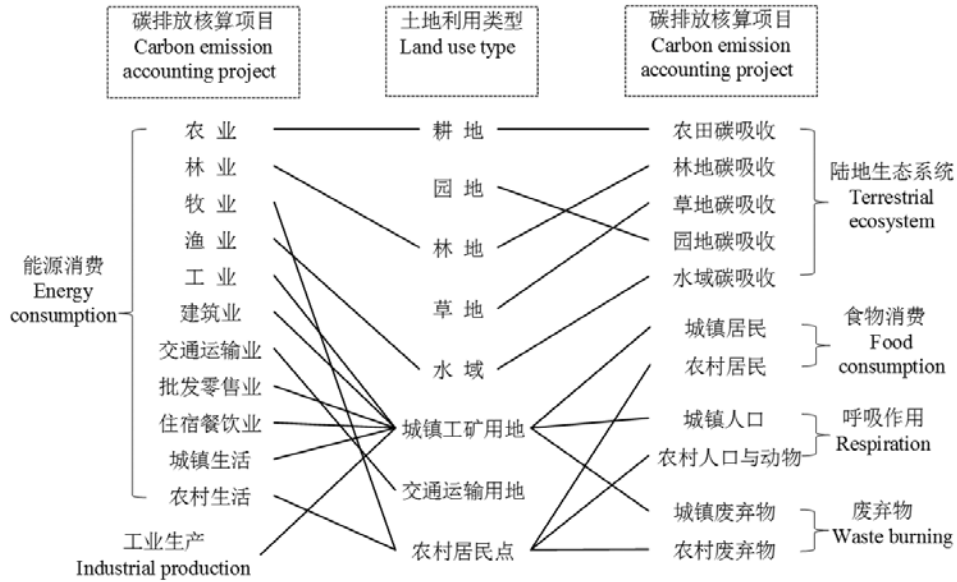 碳排放核算项目
Carbon emission
accounting project
土地利用类型
Land use type
碳排放核算项目
Carbon emission
accounting project
能源消费
Energy
consumption
农 业
林 业
牧 业
渔 业
工 业
建筑业
交通运输业
批发零售业
住宿餐饮业
城镇生活
农村生活
工业生产
Industrial production
耕 地
园 地
林 地
草 地
水 域
城镇工矿用地
交通运输用地
农村居民点
农田碳吸收
林地碳吸收
草地碳吸收
园地碳吸收
水域碳吸收
城镇居民
农村居民
城镇人口
农村人口与动物
城镇废弃物
农村废弃物
陆地生态系统
Terrestrial
ecosystem
食物消费
Food
consumption
呼吸作用
Respiration
废弃物
Waste burning